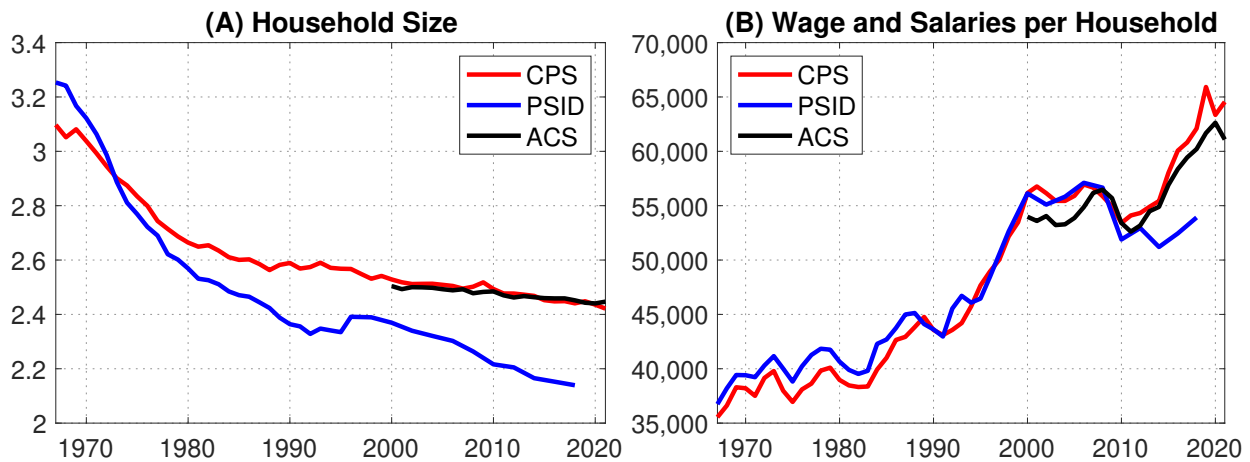 (A) Household Size
3.4
3.2
3
2.8
2.6
2.4
2.2
2
1970 1980 1990 2000 2010 2020
CPS
PSID
ACS
(B) Wage and Salaries per Household
70,000
65,000
60,000
55,000
50,000
45,000
40,000
35,000
1970 1980 1990 2000 2010 2020
CPS
PSID
ACS